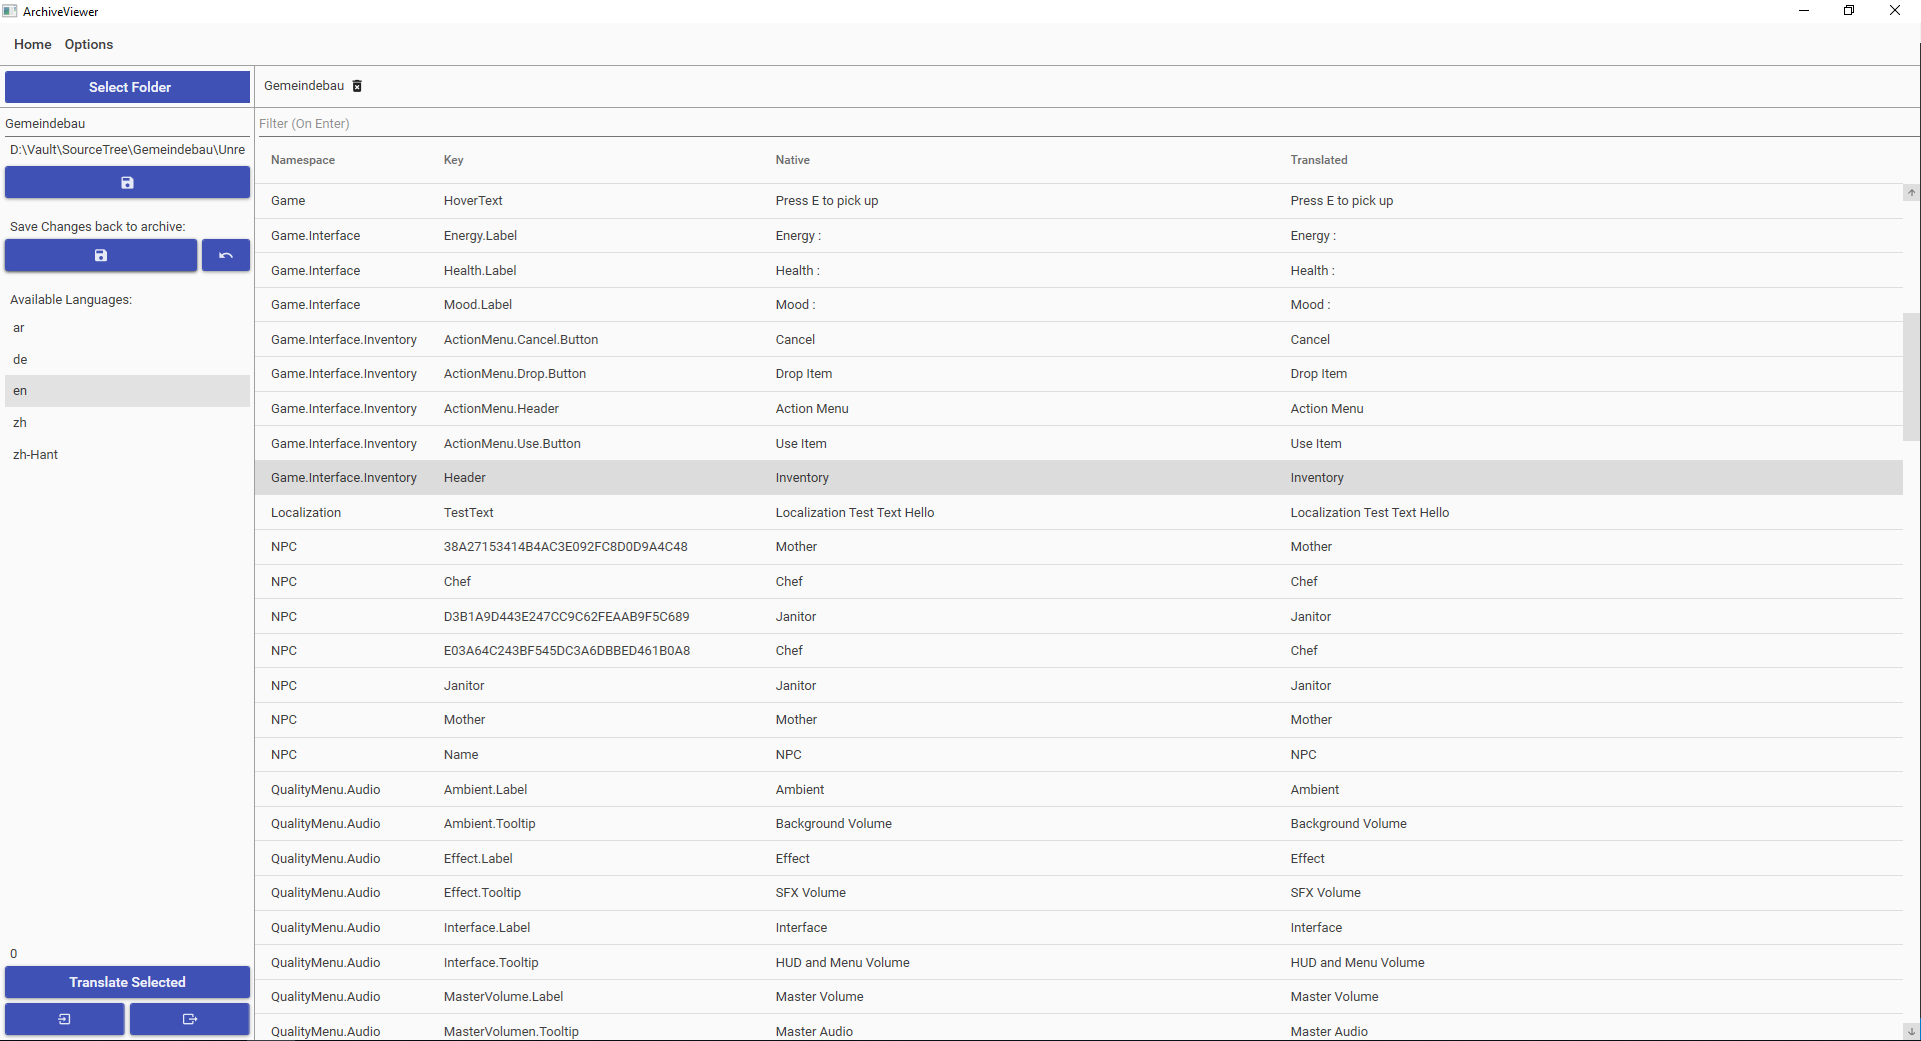 ArchiveViewer
Home Options
Select Folder
Gemeindebau
D:\Vault\SourceTree\Gemeindebau\Unre
Save Changes back to archive:
Available Languages:
ar
de
en
zh
zh-Hant
0
Translate Selected
Gemeindebau
Filter (On Enter)
Namespace Key Native Translated
Game HoverText Press E to pick up Press E to pick up
Game.Interface Energy.Label Energy : Energy :
Game.Interface Health.Label Health : Health :
Game.Interface Mood.Label Mood : Mood :
Game.Interface.Inventory ActionMenu.Cancel.Button Cancel Cancel
Game.Interface.Inventory ActionMenu.Drop.Button Drop Item Drop Item
Game.Interface.Inventory ActionMenu.Header Action Menu Action Menu
Game.Interface.Inventory ActionMenu.Use.Button Use Item Use Item
Game.Interface.Inventory Header Inventory Inventory
Localization TestText Localization Test Text Hello Localization Test Text Hello
NPC 38A27153414B4AC3E092FC8D0D9A4C48 Mother Mother
NPC Chef Chef Chef
NPC D3B1A9D443E247CC9C62FEAAB9F5C689 Janitor Janitor
NPC E03A64C243BF545DC3A6DBBED461B0A8 Chef Chef
NPC Janitor Janitor Janitor
NPC Mother Mother Mother
NPC Name NPC NPC
QualityMenu.Audio Ambient.Label Ambient Ambient
QualityMenu.Audio Ambient.Tooltip Background Volume Background Volume
QualityMenu.Audio Effect.Label Effect Effect
QualityMenu.Audio Effect.Tooltip SFX Volume SFX Volume
QualityMenu.Audio Interface.Label Interface Interface
QualityMenu.Audio Interface.Tooltip HUD and Menu Volume HUD and Menu Volume
QualityMenu.Audio MasterVolume.Label Master Volume Master Volume
QualityMenu.Audio MasterVolumen.Tooltip Master Audio Master Audio